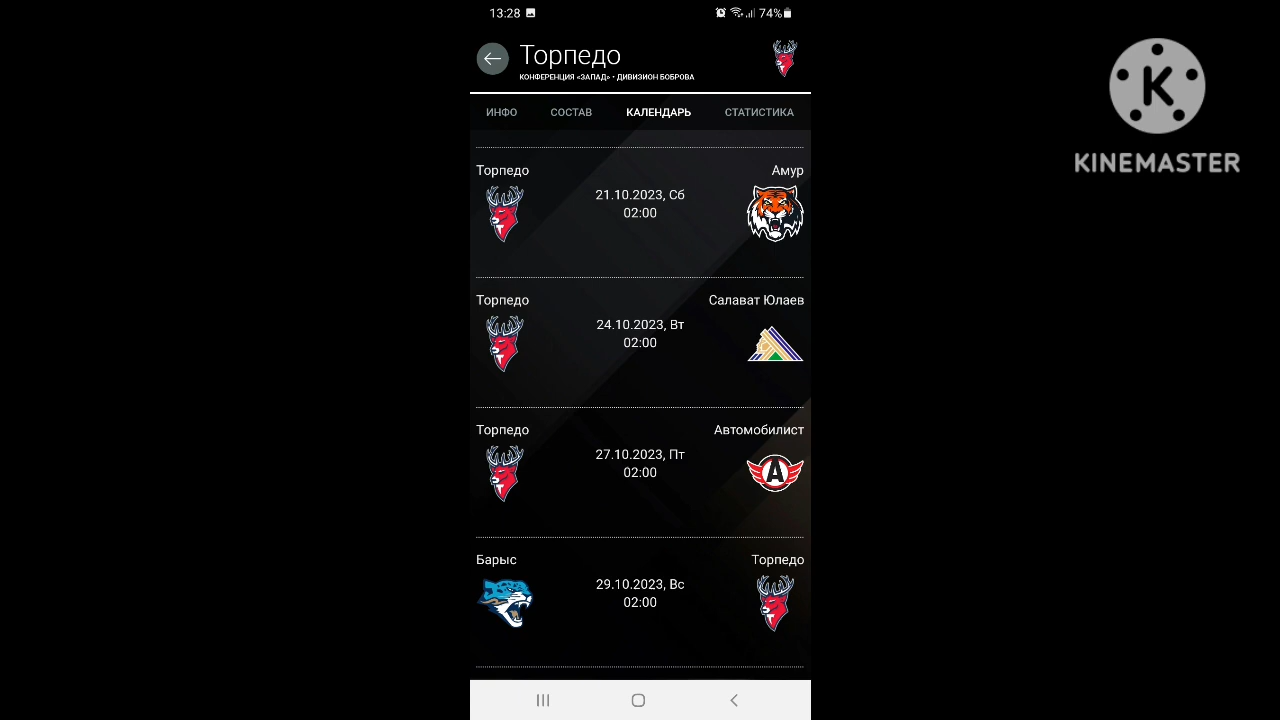 13:28
74%
Торпедо
КОНФЕРЕНЦИЯ «ЗАПАД» • ДИВИЗИОН БОБРОВА
ИНФО СОСТАВ КАЛЕНДАРЬ СТАТИСТИКА
Торпедо Амур
21.10.2023, Сб
02:00
Торпедо Салават Юлаев
24.10.2023, Вт
02:00
Торпедо Автомобилист
27.10.2023, Пт
02:00
A
Барыс Торпедо
29.10.2023, Вс
02:00
K
KINEMASTER